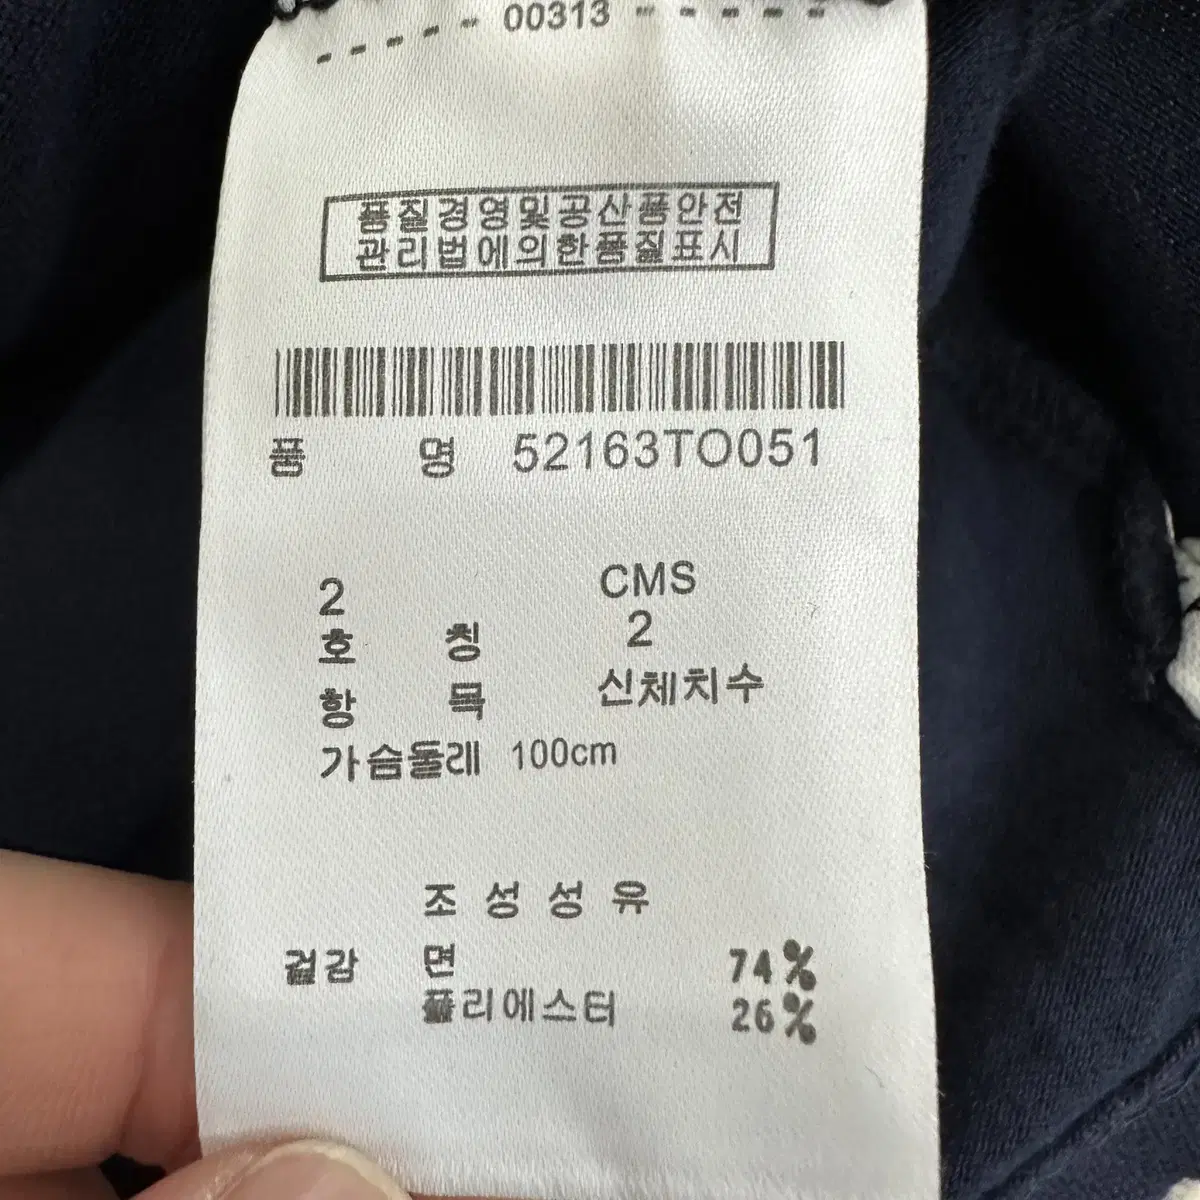 00313
품질경영및공산품안전
관리법에의한품질표시
품 명 52163TO051
2 CMS
호 칭 2
항 목 신체치수
가슴둘레 100cm
조 성 섬 유
겉감 면 74%
폴리에스터 26%